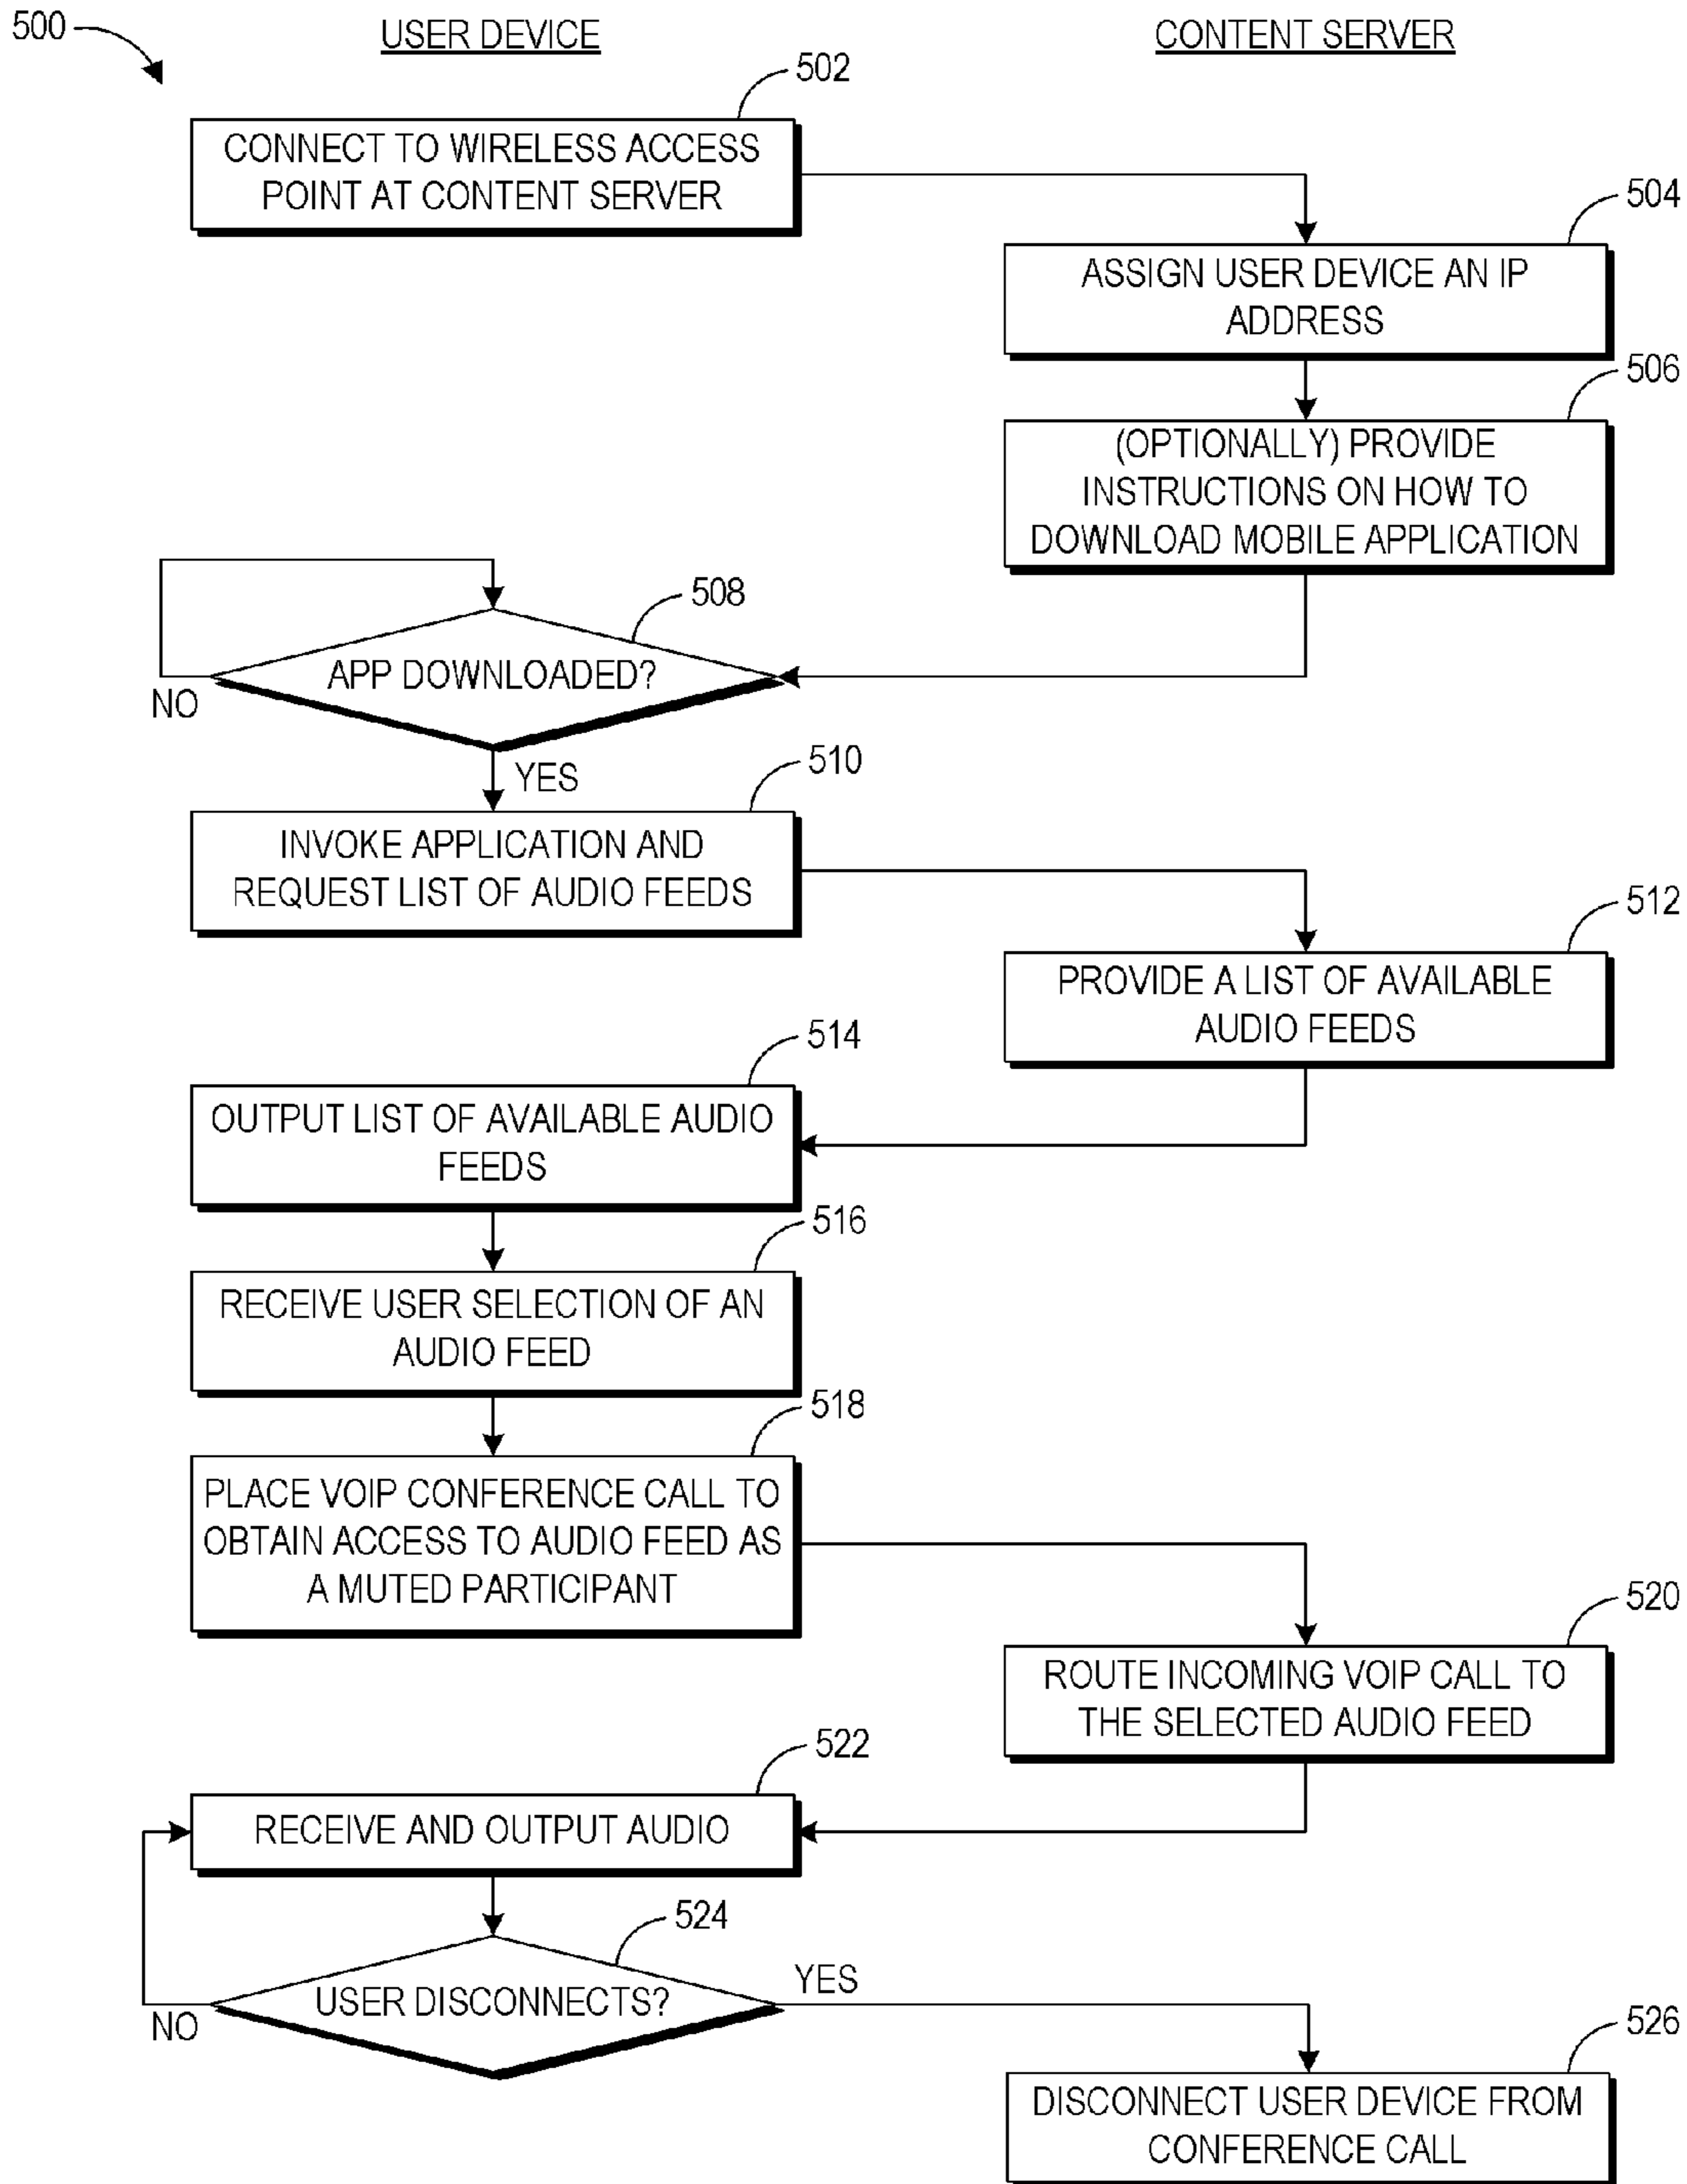 500
USER DEVICE
CONTENT SERVER
502
CONNECT TO WIRELESS ACCESS
POINT AT CONTENT SERVER
504
ASSIGN USER DEVICE AN IP
ADDRESS
506
(OPTIONALLY) PROVIDE
INSTRUCTIONS ON HOW TO
DOWNLOAD MOBILE APPLICATION
508
APP DOWNLOADED?
NO
YES
510
INVOKE APPLICATION AND
REQUEST LIST OF AUDIO FEEDS
512
PROVIDE A LIST OF AVAILABLE
AUDIO FEEDS
514
OUTPUT LIST OF AVAILABLE AUDIO
FEEDS
516
RECEIVE USER SELECTION OF AN
AUDIO FEED
518
PLACE VOIP CONFERENCE CALL TO
OBTAIN ACCESS TO AUDIO FEED AS
A MUTED PARTICIPANT
520
ROUTE INCOMING VOIP CALL TO
THE SELECTED AUDIO FEED
522
RECEIVE AND OUTPUT AUDIO
524
USER DISCONNECTS?
YES
NO
526
DISCONNECT USER DEVICE FROM
CONFERENCE CALL